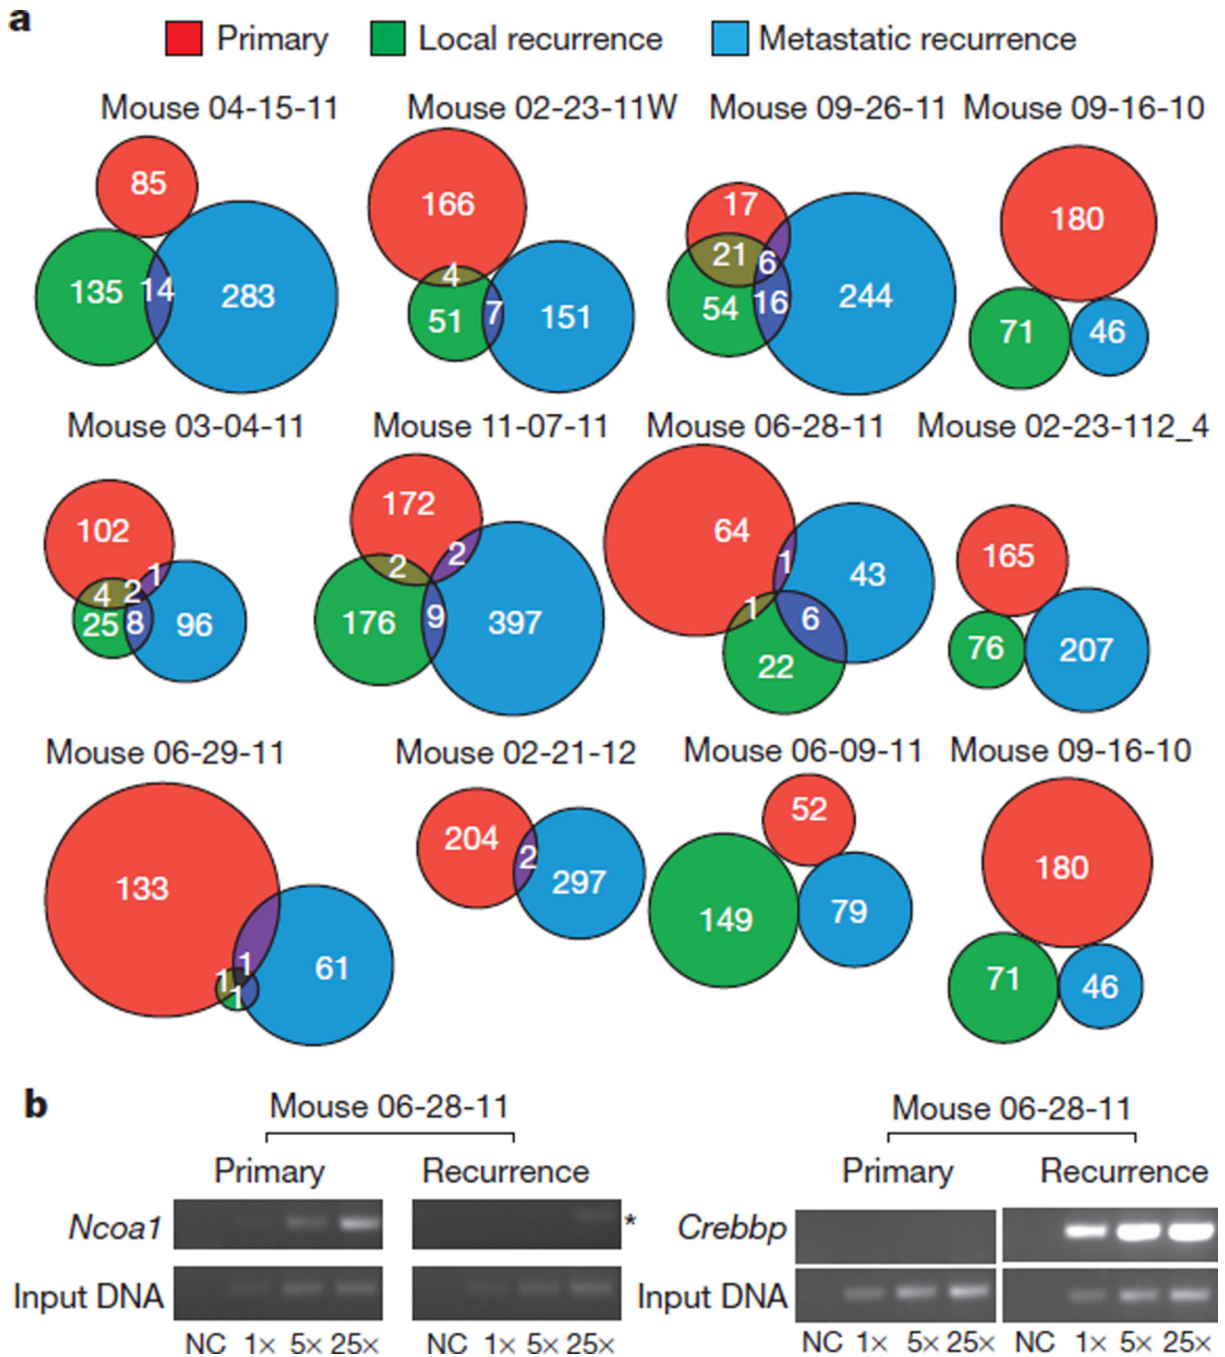 a
Primary Local recurrence Metastatic recurrence
Mouse 04-15-11 Mouse 02-23-11W Mouse 09-26-11 Mouse 09-16-10
85
135 14 283
166
4
51 7 151
17
21 6
54 16 244
180
71 46
Mouse 03-04-11 Mouse 11-07-11 Mouse 06-28-11 Mouse 02-23-112_4
102
4 2 1
25 8 96
172
2 2
176 9 397
64
1 43
1 6
22
165
76 207
Mouse 06-29-11 Mouse 02-21-12 Mouse 06-09-11 Mouse 09-16-10
133
1 1 61
1
204 2 297
52
149 79
180
71 46
b
Mouse 06-28-11 Mouse 06-28-11
Primary Recurrence Primary Recurrence
Ncoa1 * Crebbp
Input DNA Input DNA
NC 1× 5× 25× NC 1× 5× 25× NC 1× 5× 25× NC 1× 5× 25×